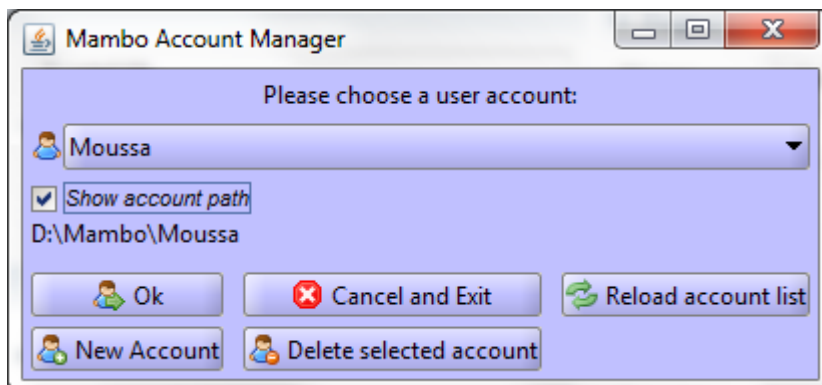 Mambo Account Manager
Please choose a user account:
Moussa
Show account path
D:\Mambo\Moussa
Ok Cancel and Exit Reload account list
New Account Delete selected account